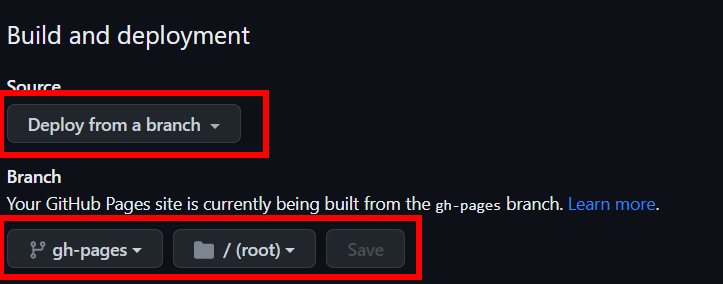 Build and deployment
Source
Deploy from a branch
Branch
Your GitHub Pages site is currently being built from the gh-pages branch. Learn more.
gh-pages / (root) Save